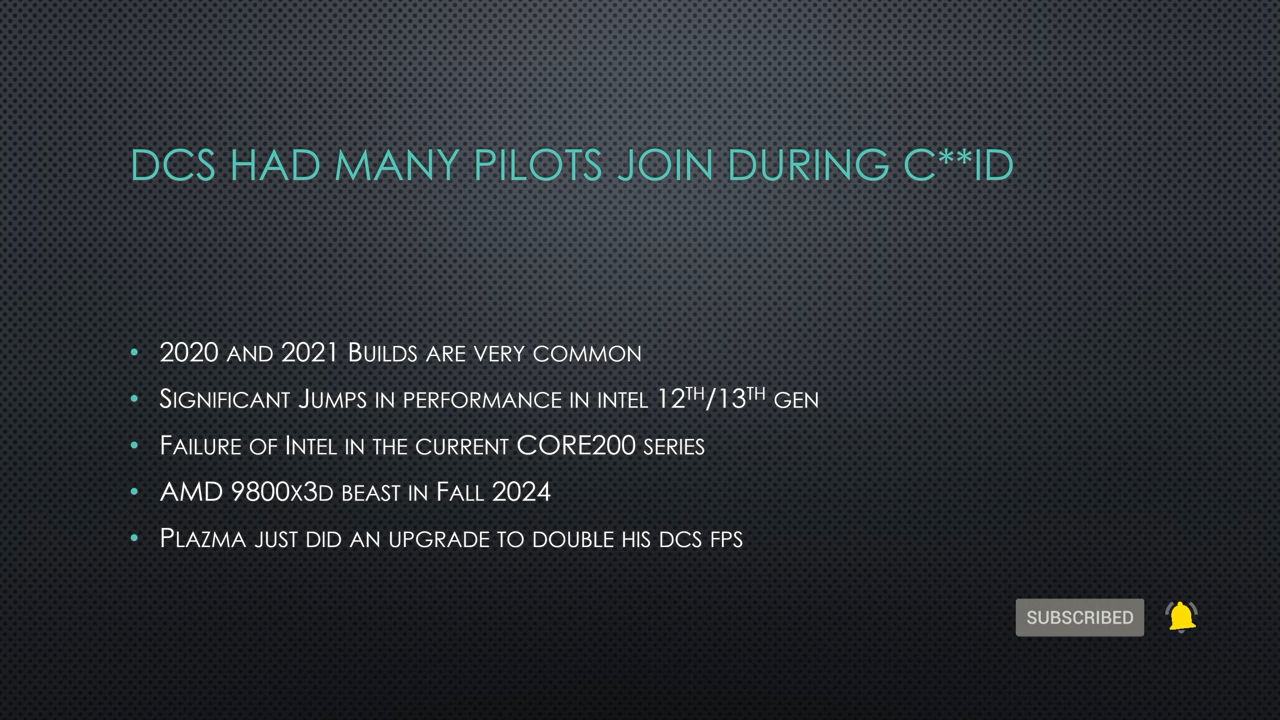 DCS HAD MANY PILOTS JOIN DURING C**ID
• 2020 AND 2021 BUILDS ARE VERY COMMON
• SIGNIFICANT JUMPS IN PERFORMANCE IN INTEL 12TH/13TH GEN
• FAILURE OF INTEL IN THE CURRENT CORE200 SERIES
• AMD 9800X3D BEAST IN FALL 2024
• PLAZMA JUST DID AN UPGRADE TO DOUBLE HIS DCS FPS
SUBSCRIBED